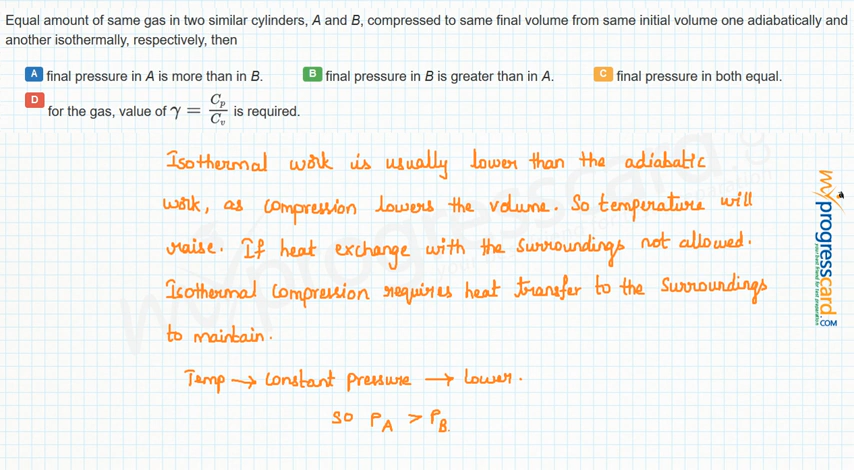 Equal amount of same gas in two similar cylinders, A and B, compressed to same final volume from same initial volume one adiabatically and
another isothermally, respectively, then
A final pressure in A is more than in B. B final pressure in B is greater than in A. C final pressure in both equal.
D for the gas, value of γ = C_p/C_v is required.
Isothermal work is usually lower than the adiabatic
work, as compression lowers the volume. So temperature will
raise. If heat exchange with the surroundings not allowed.
Isothermal compression requires heat transfer to the surroundings
to maintain.
Temp → constant pressure → lower.
so P_A > P_B.
myprogresscard.COM